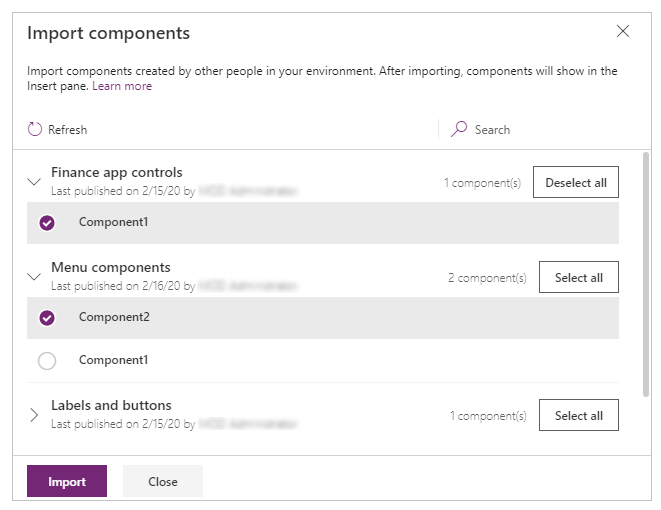 Import components
Import components created by other people in your environment. After importing, components will show in the
Insert pane. Learn more
Refresh
Search
Finance app controls
Last published on 2/15/20 by
1 component(s)
Deselect all
Component1
Menu components
Last published on 2/16/20 by
2 component(s)
Select all
Component2
Component1
Labels and buttons
Last published on 2/15/20 by
1 component(s)
Select all
Import
Close